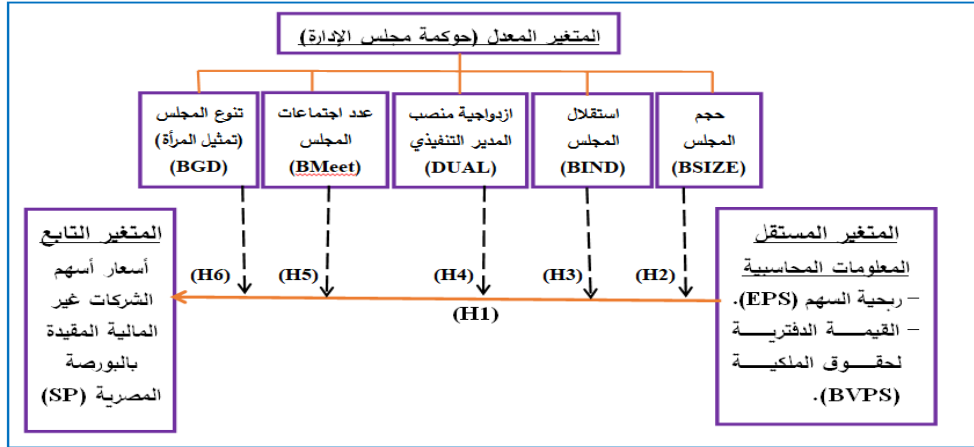 المتغير المعدل (حوكمة مجلس الإدارة)
حجم
المجلس
(BSIZE)
استقلال
المجلس
(BIND)
ازدواجية منصب
المدير التنفيذي
(DUAL)
عدد اجتماعات
المجلس
(BMeet)
تنوع المجلس
(تمثيل المرأة)
(BGD)
المتغير المستقل
المعلومات المحاسبية
– ربحية السهم (EPS).
– القيمة الدفترية
لحقوق الملكية
(BVPS).
(H2)
(H3)
(H4)
(H5)
(H6)
(H1)
المتغير التابع
أسعار أسهم
الشركات غير
المالية المقيدة
بالبورصة
المصرية (SP)